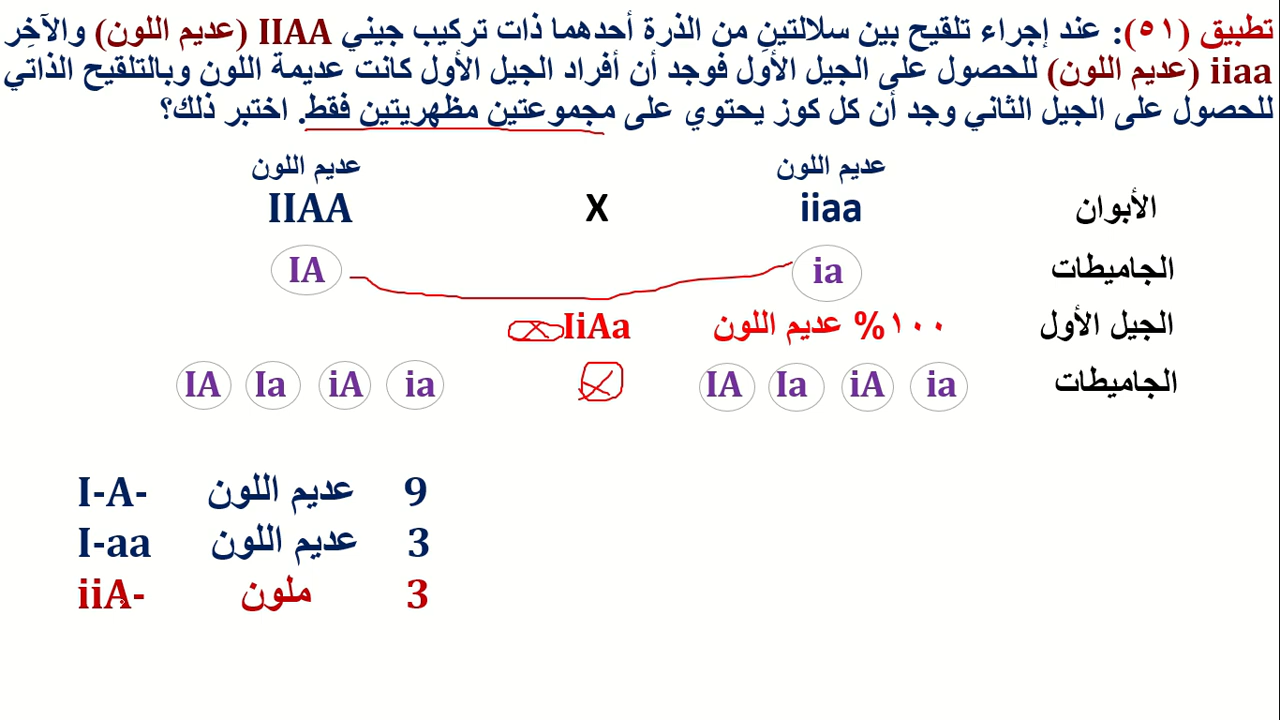 تطبيق (٥١): عند إجراء تلقيح بين سلالتينِ من الذرة أحدهما ذات تركيب جيني IIAA (عديم اللون) والآخِر
iiaa (عديم اللون) للحصول على الجيل الأول فوجد أن أفراد الجيل الأول كانت عديمة اللون وبالتلقيح الذاتي
للحصول على الجيل الثاني وجد أن كل كوز يحتوي على مجموعتين مظهريتين فقط. اختبر ذلك؟
عديم اللون عديم اللون
الأبوان iiaa X IIAA
الجاميطات ia IA
الجيل الأول ١٠٠% عديم اللون IiAa
الجاميطات ia iA Ia IA X ia iA Ia IA
9 عديم اللون I-A-
3 عديم اللون I-aa
3 ملون iiA-